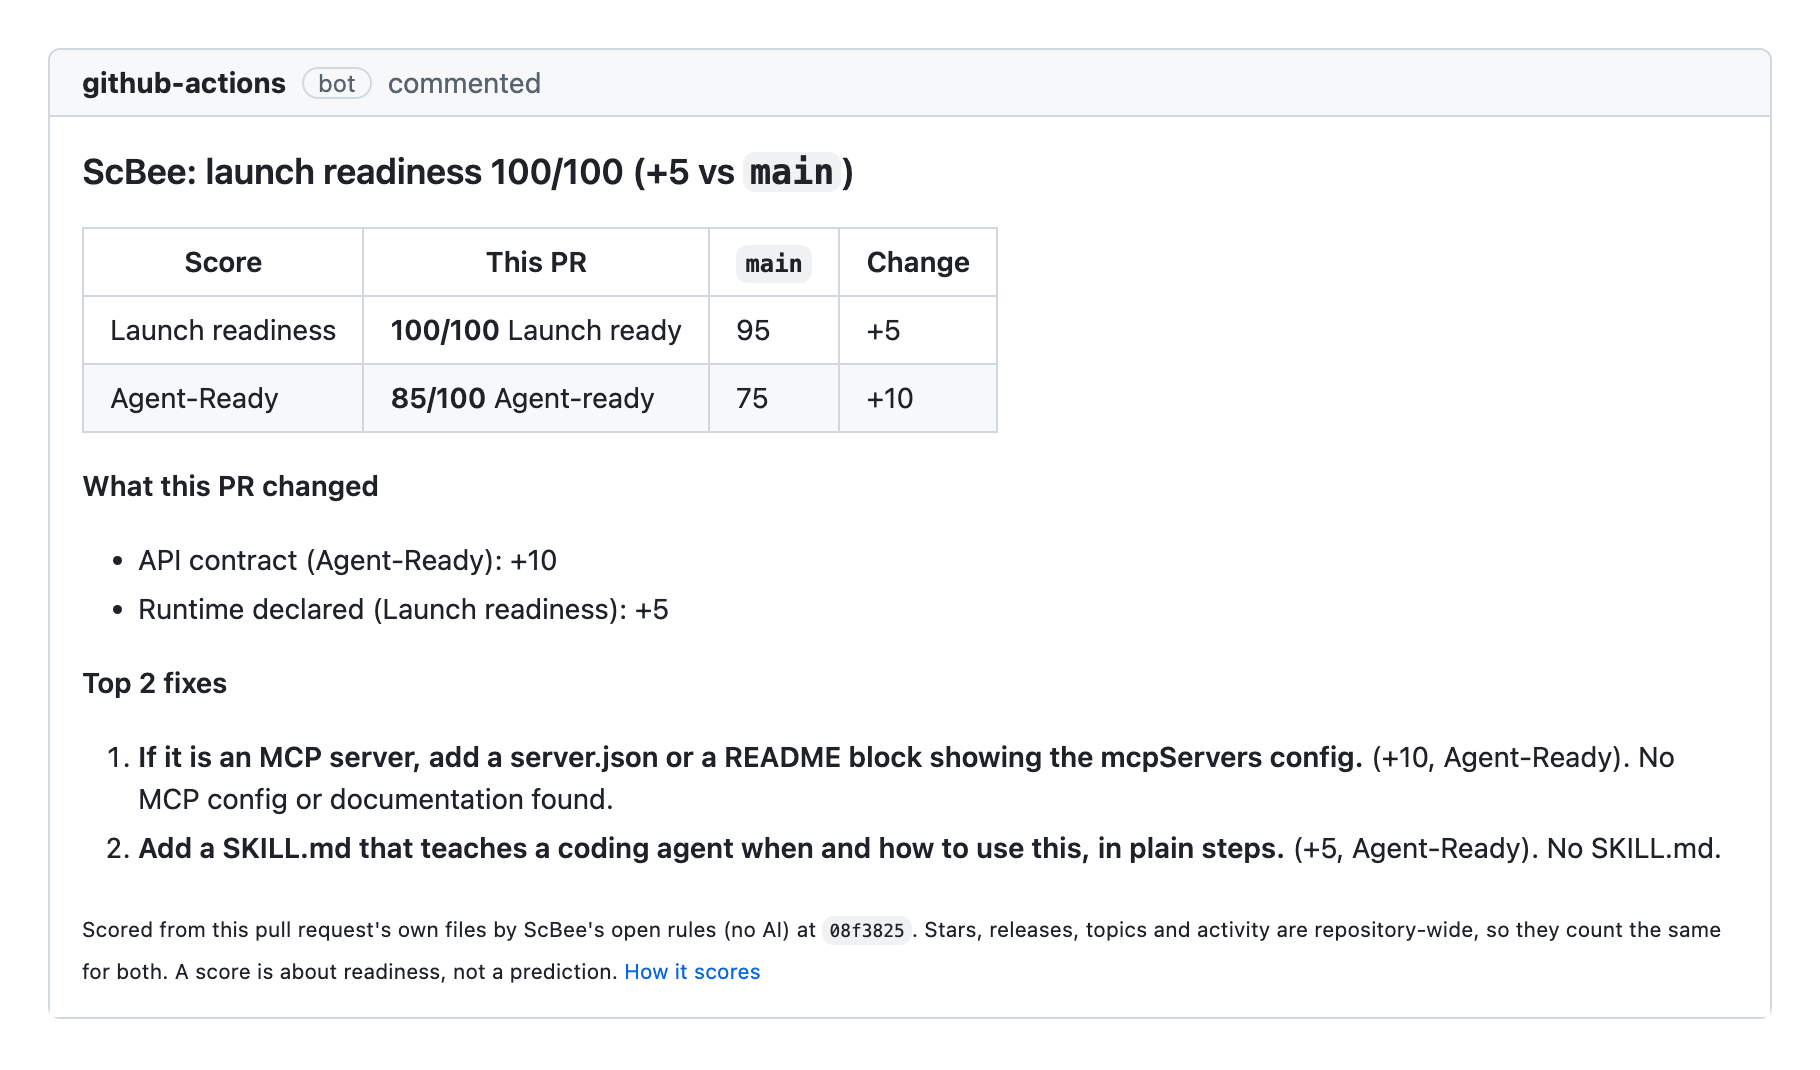 github-actions bot commented
ScBee: launch readiness 100/100 (+5 vs main)
Score This PR main Change
Launch readiness 100/100 Launch ready 95 +5
Agent-Ready 85/100 Agent-ready 75 +10
What this PR changed
• API contract (Agent-Ready): +10
• Runtime declared (Launch readiness): +5
Top 2 fixes
1. If it is an MCP server, add a server.json or a README block showing the mcpServers config. (+10, Agent-Ready). No
MCP config or documentation found.
2. Add a SKILL.md that teaches a coding agent when and how to use this, in plain steps. (+5, Agent-Ready). No SKILL.md.
Scored from this pull request's own files by ScBee's open rules (no AI) at 08f3825. Stars, releases, topics and activity are repository-wide, so they count the same
for both. A score is about readiness, not a prediction. How it scores